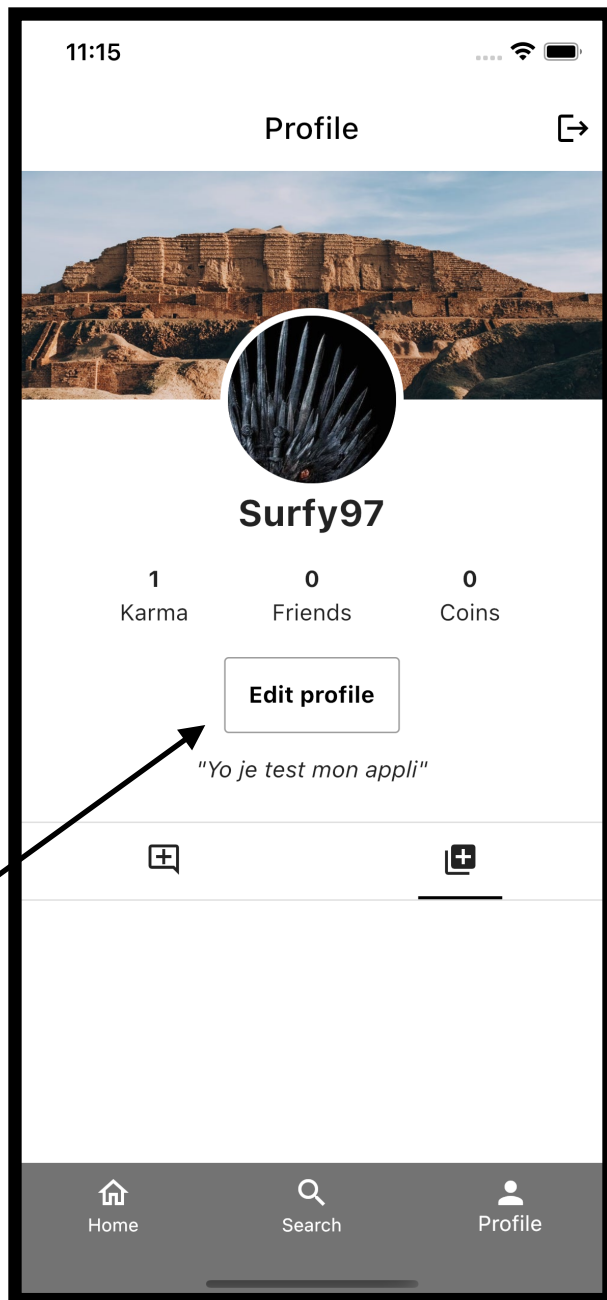 11:15
Profile
Surfy97
1 0 0
Karma Friends Coins
Edit profile
"Yo je test mon appli"
Home Search Profile